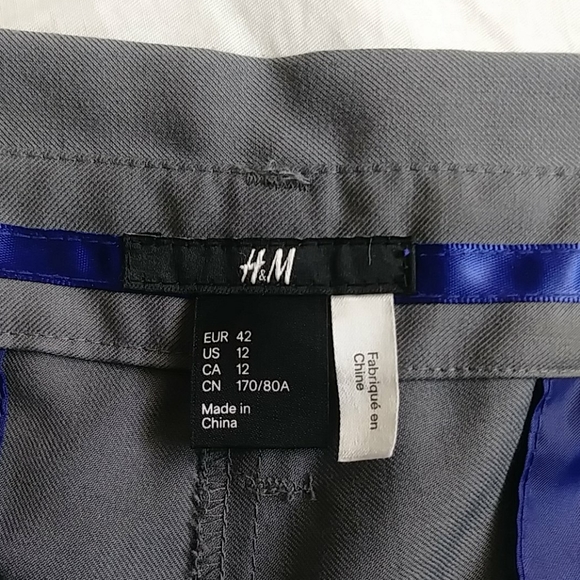 H&M
EUR 42
US 12
CA 12
CN 170/80A
Made in
China
Fabriqué en
Chine